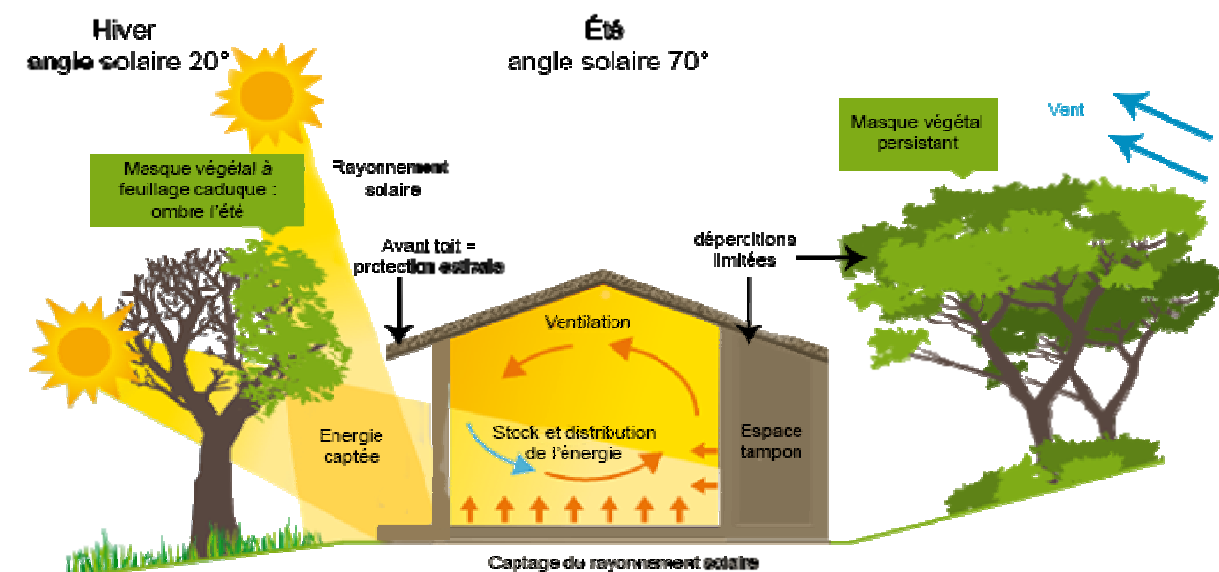 Hiver
angle solaire 20°
Été
angle solaire 70°
Masque végétal à
feuillage caduque :
ombre l'été
Rayonnement
solaire
Avant toit =
protection estivale
dépercitions
limitées
Masque végétal
persistant
Vent
Ventilation
Energie
captée
Stock et distribution
de l'énergie
Espace
tampon
Captage du rayonnement solaire